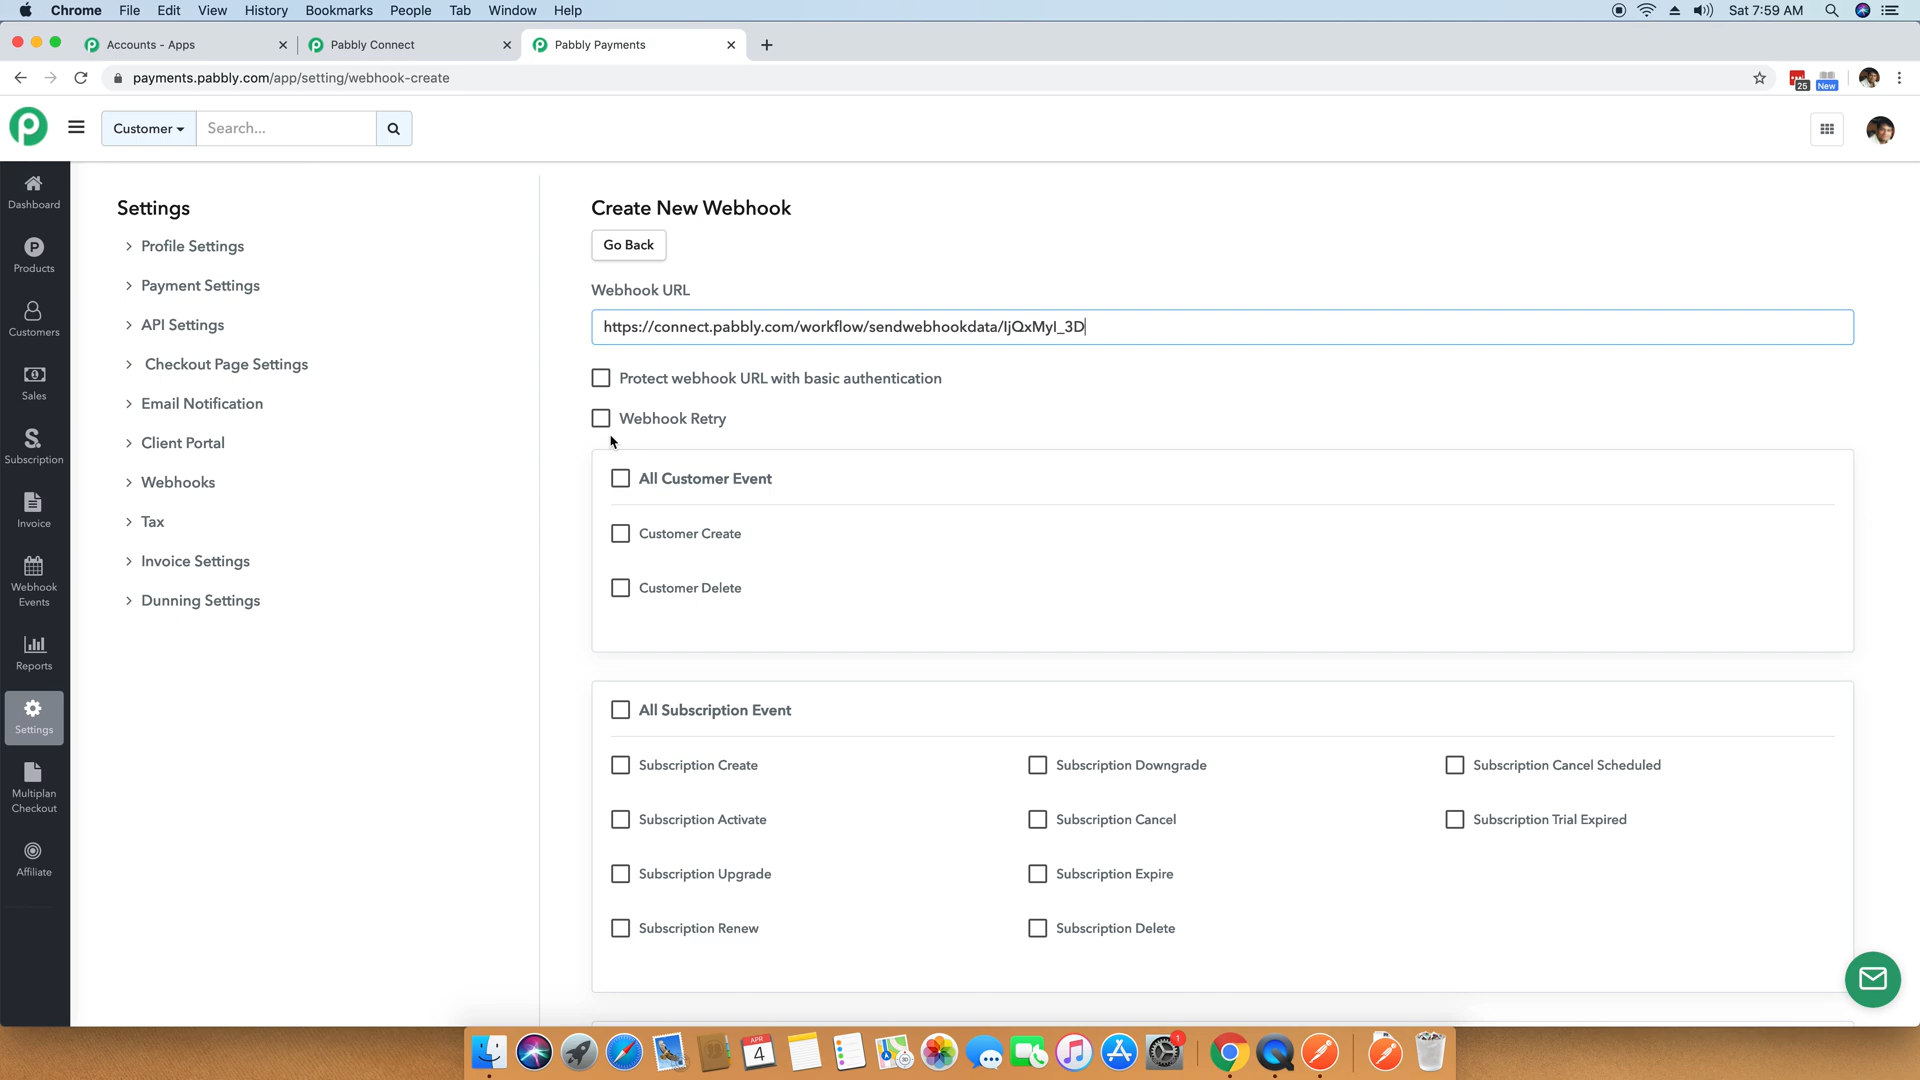 Chrome File Edit View History Bookmarks People Tab Window Help Sat 7:59 AM
Accounts - Apps Pabbly Connect Pabbly Payments
payments.pabbly.com/app/setting/webhook-create 25 New
Customer Search...
Dashboard
Products
Customers
Sales
Subscription
Invoice
Webhook
Events
Reports
Settings
Multiplan
Checkout
Affiliate
Settings
Profile Settings
Payment Settings
API Settings
Checkout Page Settings
Email Notification
Client Portal
Webhooks
Tax
Invoice Settings
Dunning Settings
Create New Webhook
Go Back
Webhook URL
https://connect.pabbly.com/workflow/sendwebhookdata/IjQxMyI_3D
Protect webhook URL with basic authentication
Webhook Retry
All Customer Event
Customer Create
Customer Delete
All Subscription Event
Subscription Create Subscription Downgrade Subscription Cancel Scheduled
Subscription Activate Subscription Cancel Subscription Trial Expired
Subscription Upgrade Subscription Expire
Subscription Renew Subscription Delete
APR
4
1